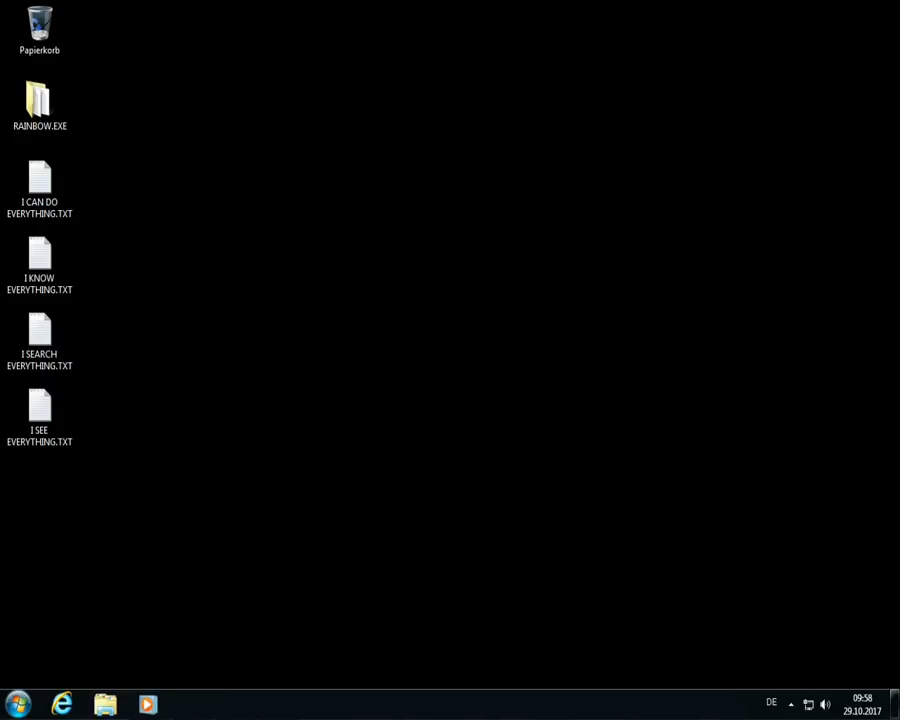 Papierkorb
RAINBOW.EXE
I CAN DO
EVERYTHING.TXT
I KNOW
EVERYTHING.TXT
I SEARCH
EVERYTHING.TXT
I SEE
EVERYTHING.TXT
DE
09:58
29.10.2017